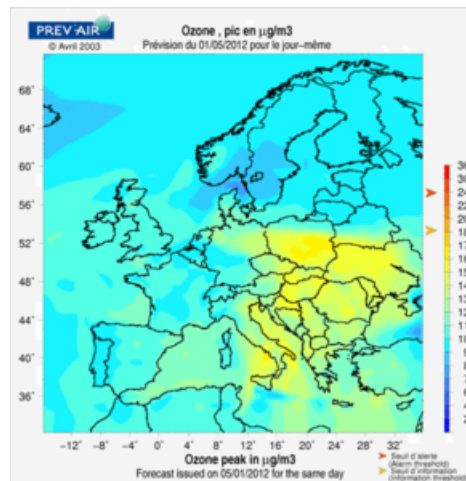 PREV'AIR
© Avril 2003
Ozone , pic en µg/m3
Prévision du 01/05/2012 pour le jour-même
68°
64°
60°
56°
52°
48°
44°
40°
36°
−12° −8° −4° 0° 4° 8° 12° 16° 20° 24° 28° 32°
Ozone peak in µg/m3
Forecast issued on 05/01/2012 for the same day
Seuil d'alerte
(Alarm threshold)
Seuil d'information
(Information threshold)